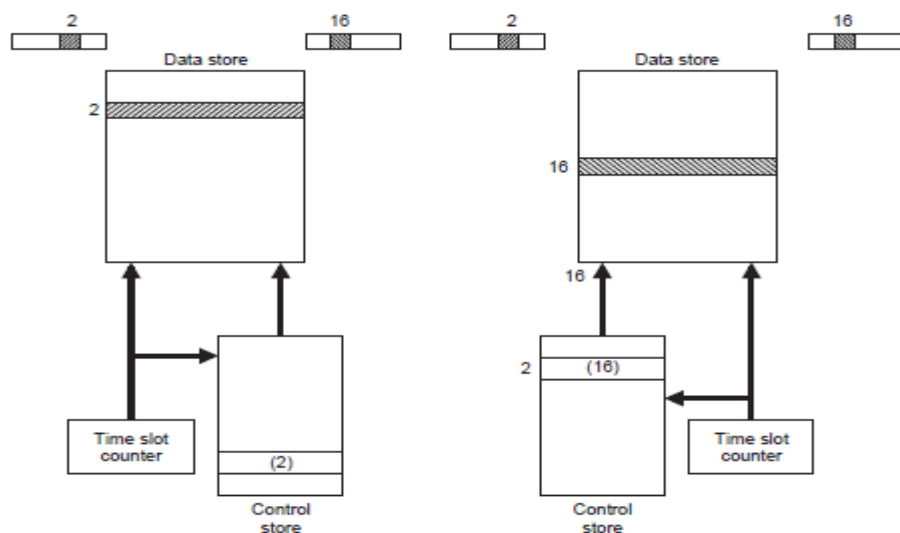 2
16
2
16
Data store
Data store
2
16
16
2
(16)
Time slot
counter
Time slot
counter
(2)
Control
store
Control
store